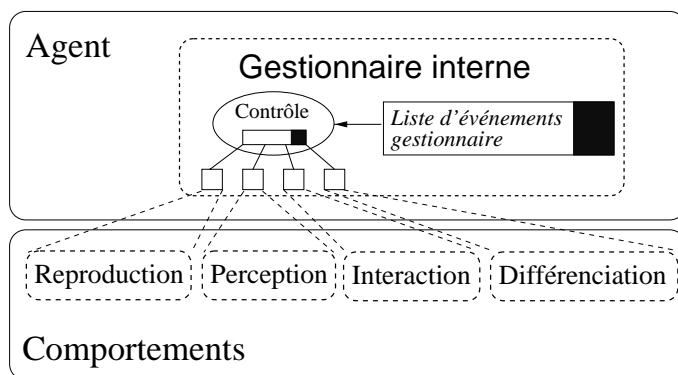 Agent
Gestionnaire interne
Contrôle
Liste d'événements
gestionnaire
Reproduction
Perception
Interaction
Différenciation
Comportements